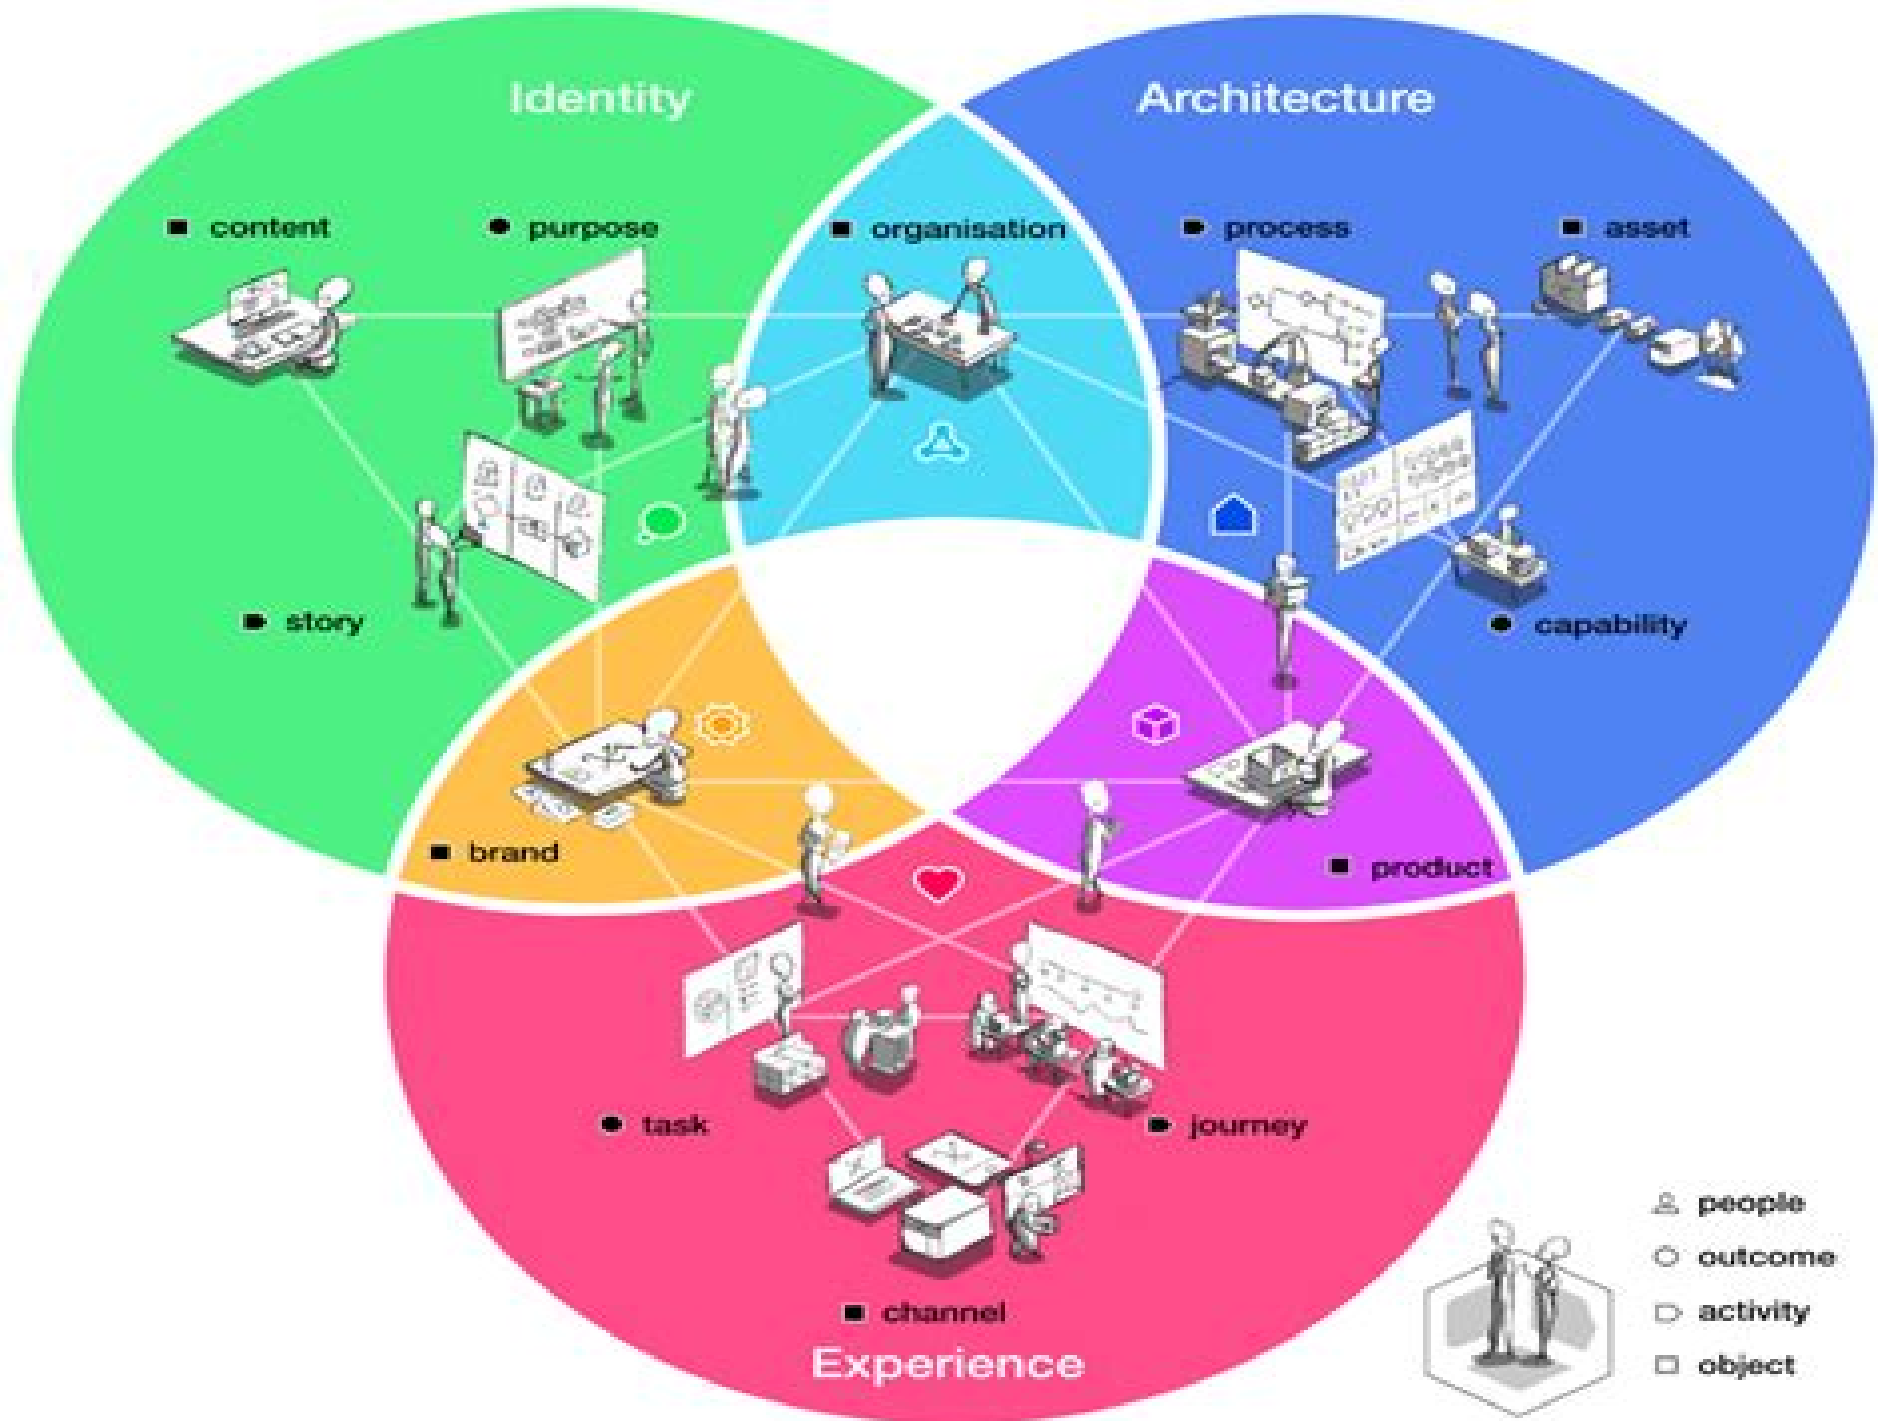 Identity
Architecture
content
purpose
organisation
process
asset
story
capability
brand
product
task
journey
channel
Experience
people
outcome
activity
object